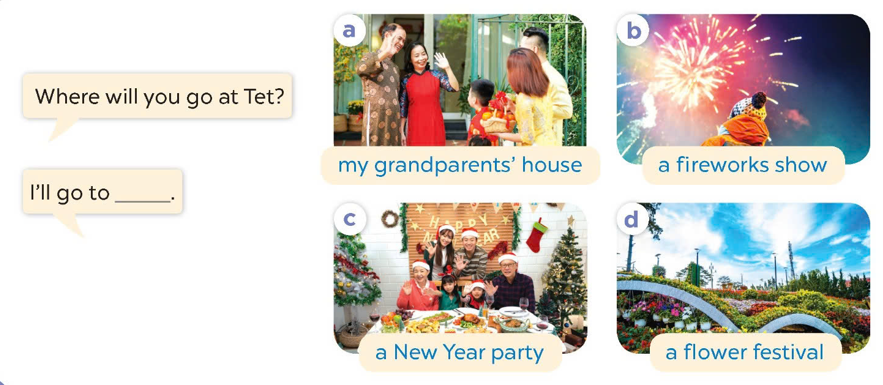 Where will you go at Tet?
I'll go to ______.
a
my grandparents' house
b
a fireworks show
c
HAPPY
NEW YEAR
a New Year party
d
a flower festival